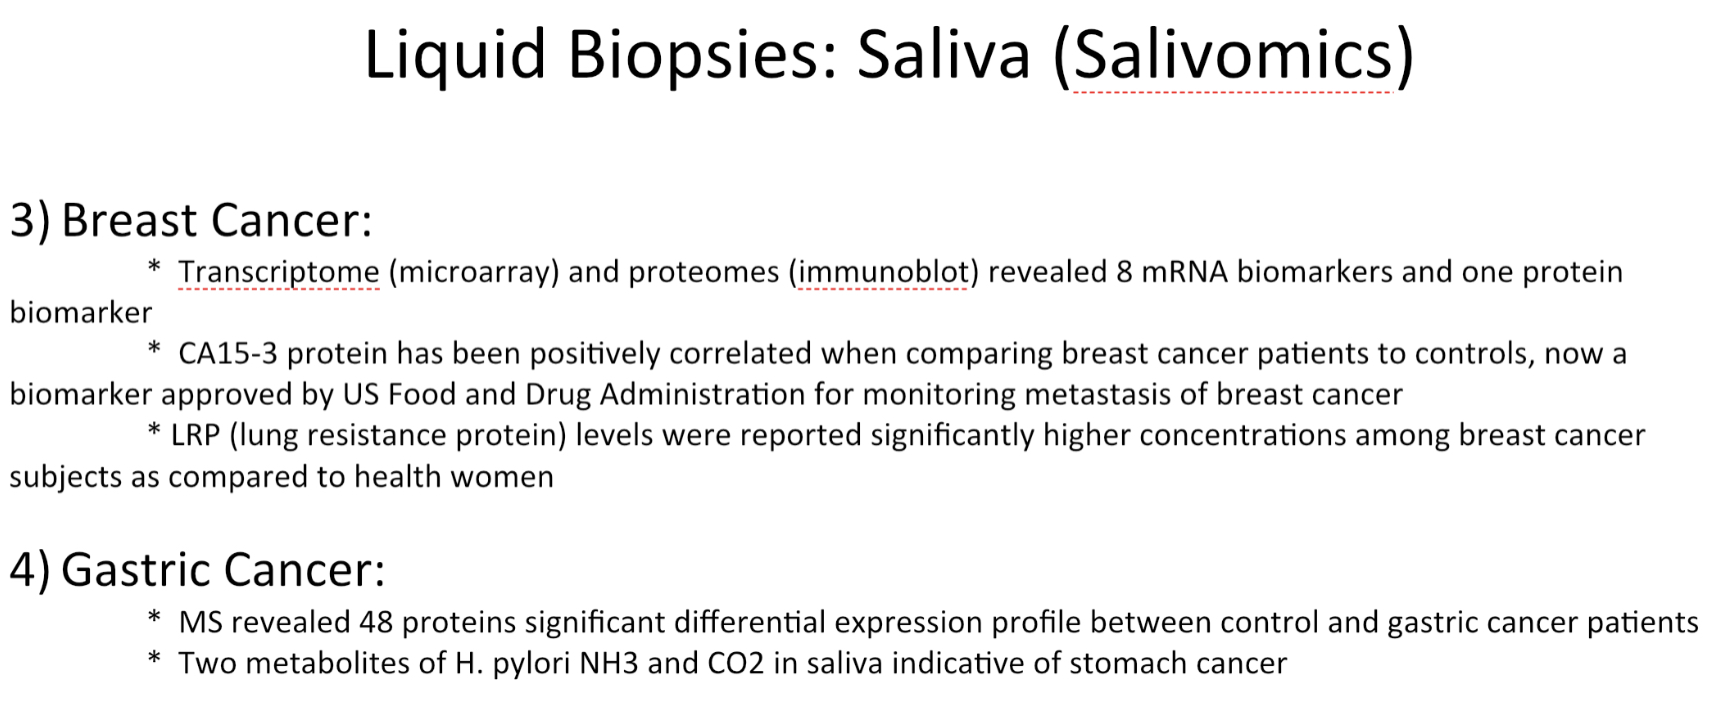 Liquid Biopsies: Saliva (Salivomics)
3) Breast Cancer:
* Transcriptome (microarray) and proteomes (immunoblot) revealed 8 mRNA biomarkers and one protein
biomarker
* CA15-3 protein has been positively correlated when comparing breast cancer patients to controls, now a
biomarker approved by US Food and Drug Administration for monitoring metastasis of breast cancer
* LRP (lung resistance protein) levels were reported significantly higher concentrations among breast cancer
subjects as compared to health women
4) Gastric Cancer:
* MS revealed 48 proteins significant differential expression profile between control and gastric cancer patients
* Two metabolites of H. pylori NH3 and CO2 in saliva indicative of stomach cancer